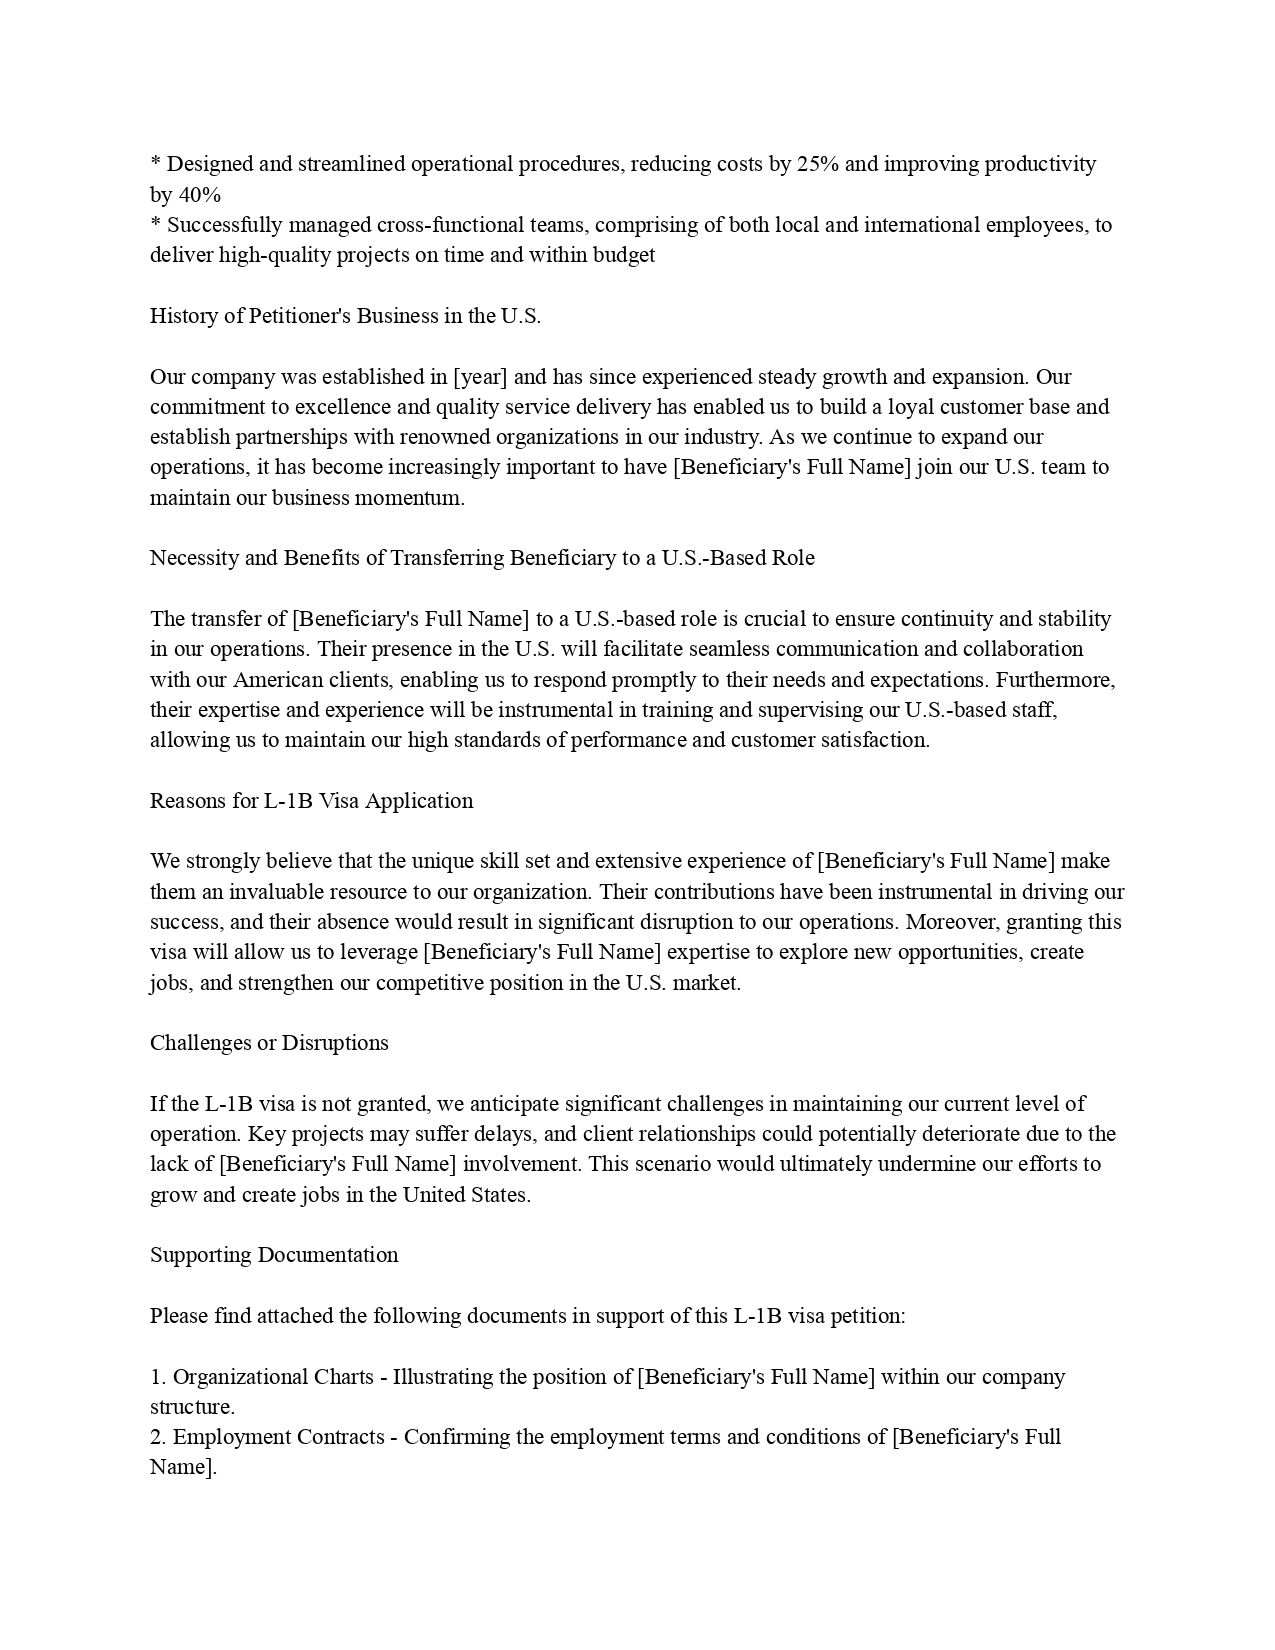 * Designed and streamlined operational procedures, reducing costs by 25% and improving productivity
by 40%
* Successfully managed cross-functional teams, comprising of both local and international employees, to
deliver high-quality projects on time and within budget
History of Petitioner's Business in the U.S.
Our company was established in [year] and has since experienced steady growth and expansion. Our
commitment to excellence and quality service delivery has enabled us to build a loyal customer base and
establish partnerships with renowned organizations in our industry. As we continue to expand our
operations, it has become increasingly important to have [Beneficiary's Full Name] join our U.S. team to
maintain our business momentum.
Necessity and Benefits of Transferring Beneficiary to a U.S.-Based Role
The transfer of [Beneficiary's Full Name] to a U.S.-based role is crucial to ensure continuity and stability
in our operations. Their presence in the U.S. will facilitate seamless communication and collaboration
with our American clients, enabling us to respond promptly to their needs and expectations. Furthermore,
their expertise and experience will be instrumental in training and supervising our U.S.-based staff,
allowing us to maintain our high standards of performance and customer satisfaction.
Reasons for L-1B Visa Application
We strongly believe that the unique skill set and extensive experience of [Beneficiary's Full Name] make
them an invaluable resource to our organization. Their contributions have been instrumental in driving our
success, and their absence would result in significant disruption to our operations. Moreover, granting this
visa will allow us to leverage [Beneficiary's Full Name] expertise to explore new opportunities, create
jobs, and strengthen our competitive position in the U.S. market.
Challenges or Disruptions
If the L-1B visa is not granted, we anticipate significant challenges in maintaining our current level of
operation. Key projects may suffer delays, and client relationships could potentially deteriorate due to the
lack of [Beneficiary's Full Name] involvement. This scenario would ultimately undermine our efforts to
grow and create jobs in the United States.
Supporting Documentation
Please find attached the following documents in support of this L-1B visa petition:
1. Organizational Charts - Illustrating the position of [Beneficiary's Full Name] within our company
structure.
2. Employment Contracts - Confirming the employment terms and conditions of [Beneficiary's Full
Name].